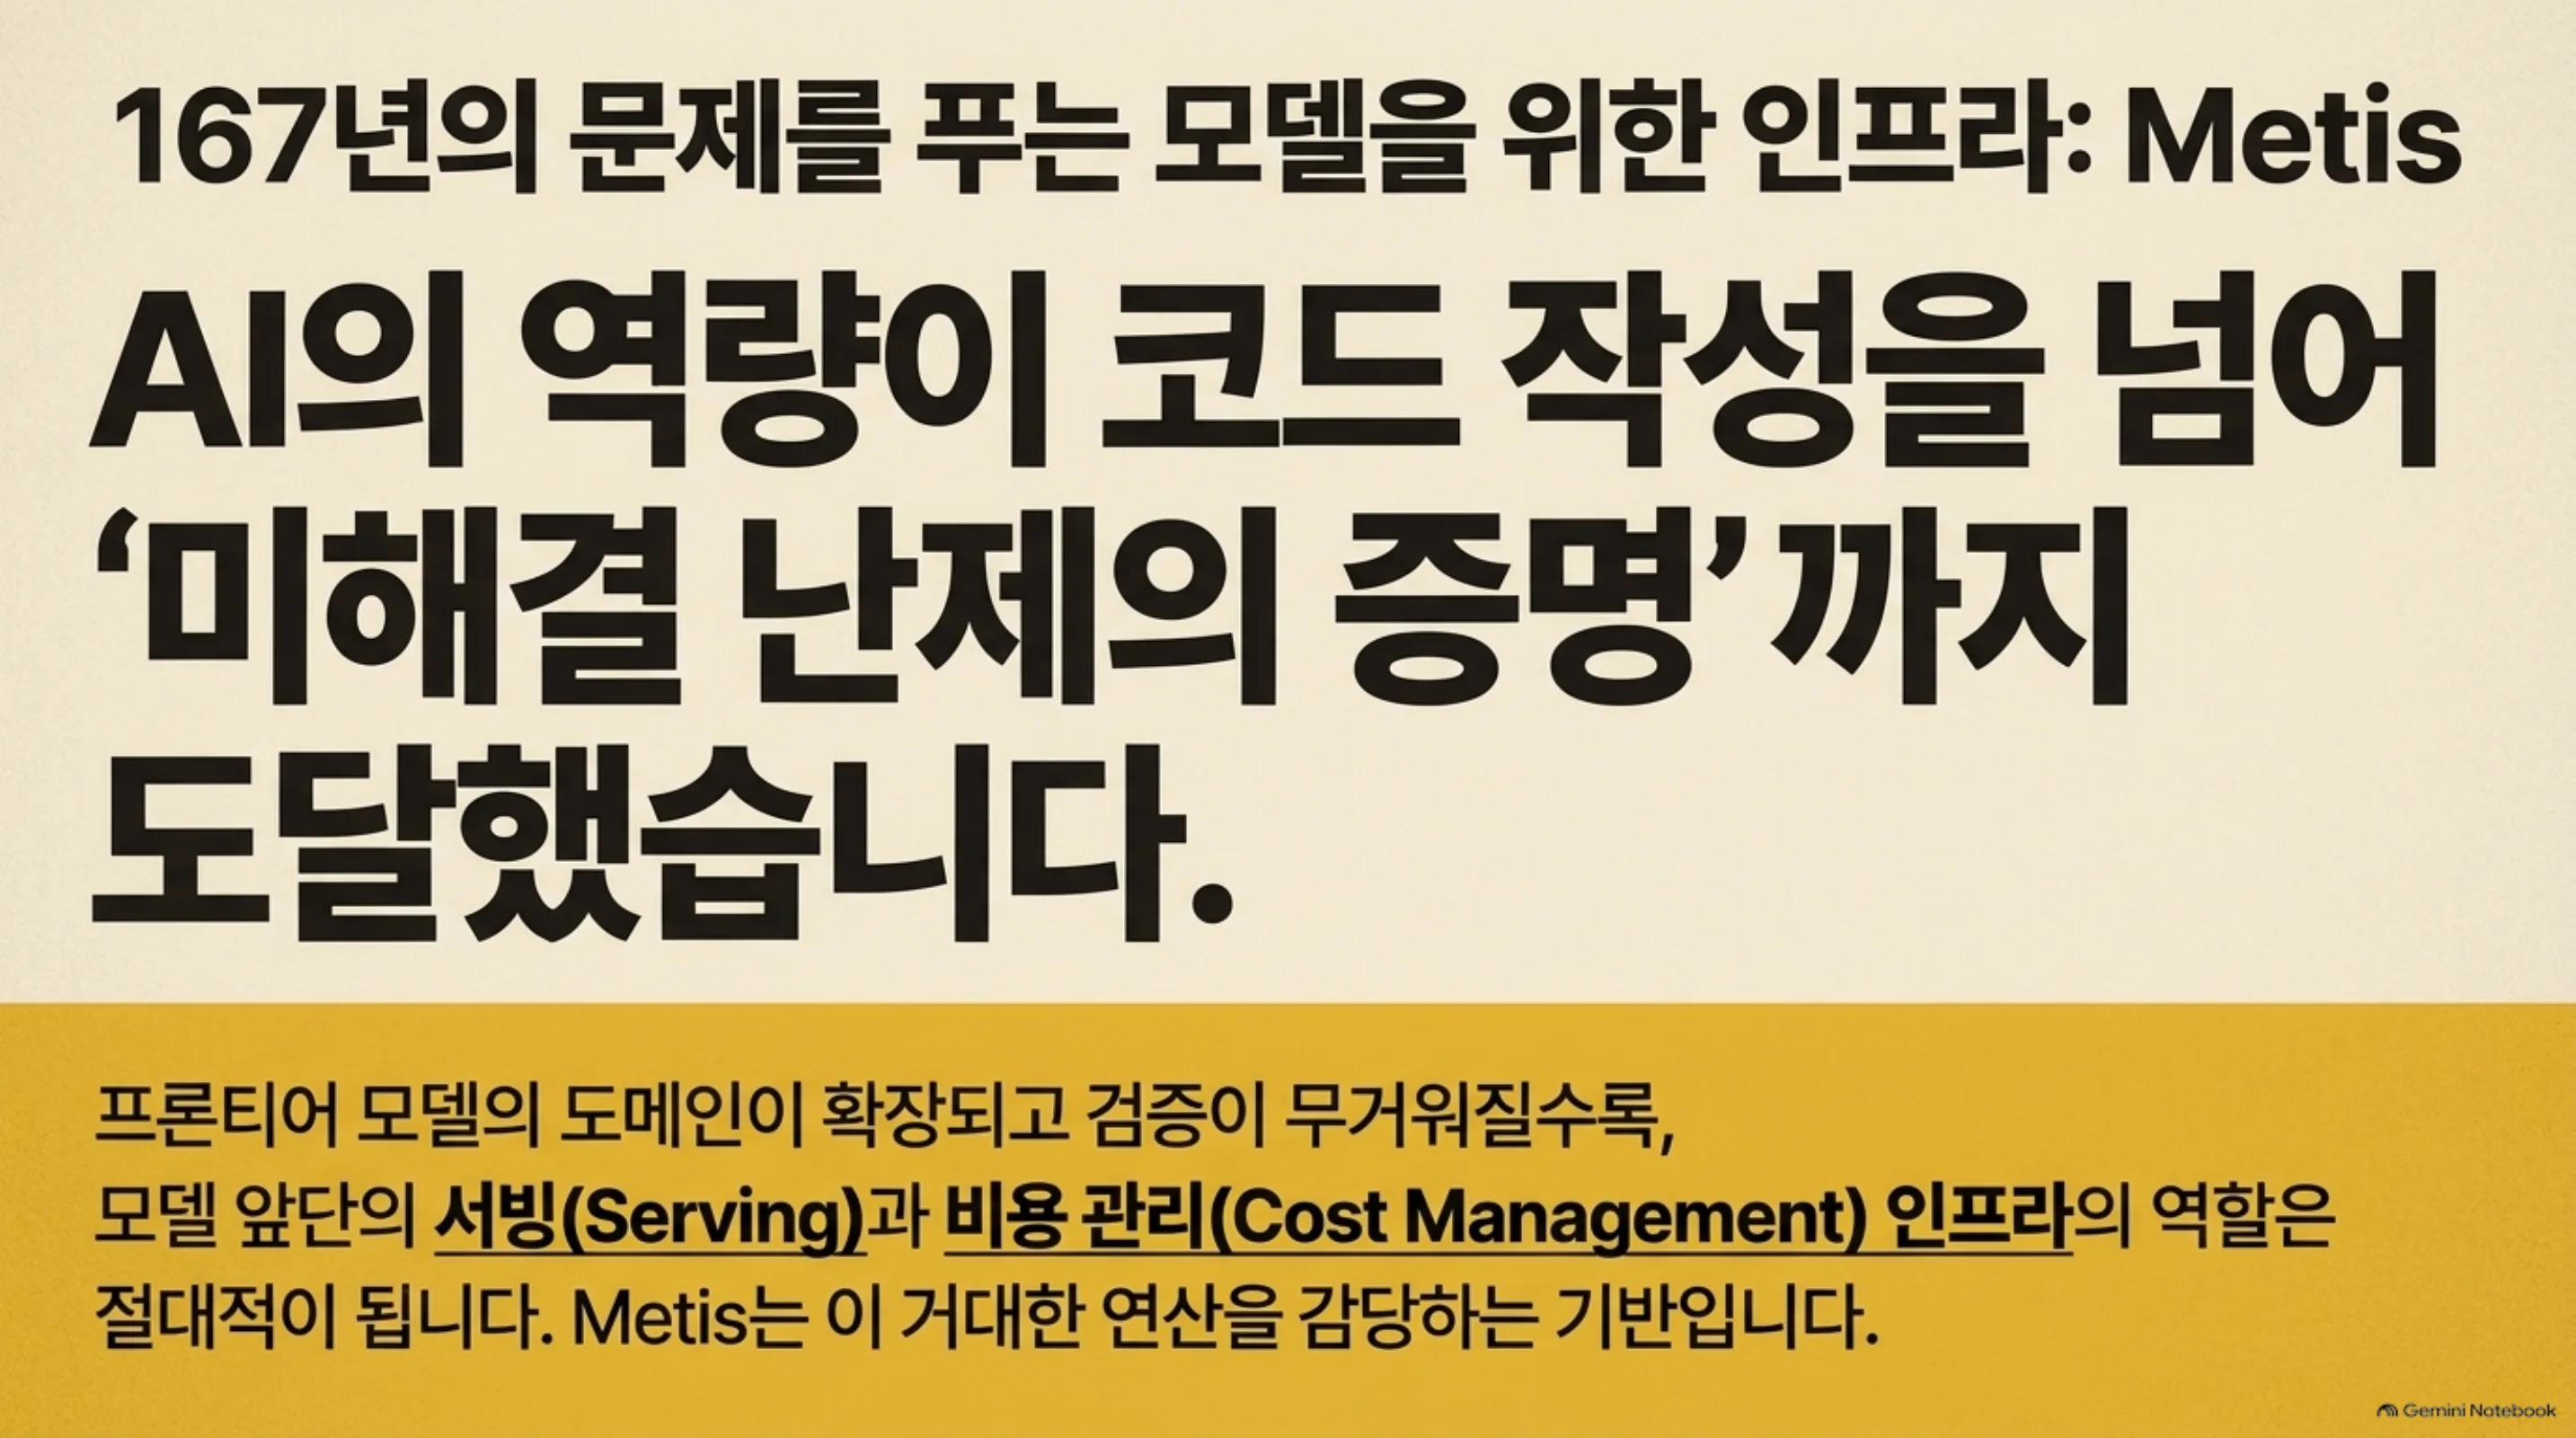 167년의 문제를 푸는 모델을 위한 인프라: Metis
AI의 역량이 코드 작성을 넘어
‘미해결 난제의 증명’까지
도달했습니다.
프론티어 모델의 도메인이 확장되고 검증이 무거워질수록,
모델 앞단의 서빙(Serving)과 비용 관리(Cost Management) 인프라의 역할은
절대적이 됩니다. Metis는 이 거대한 연산을 감당하는 기반입니다.
Gemini Notebook